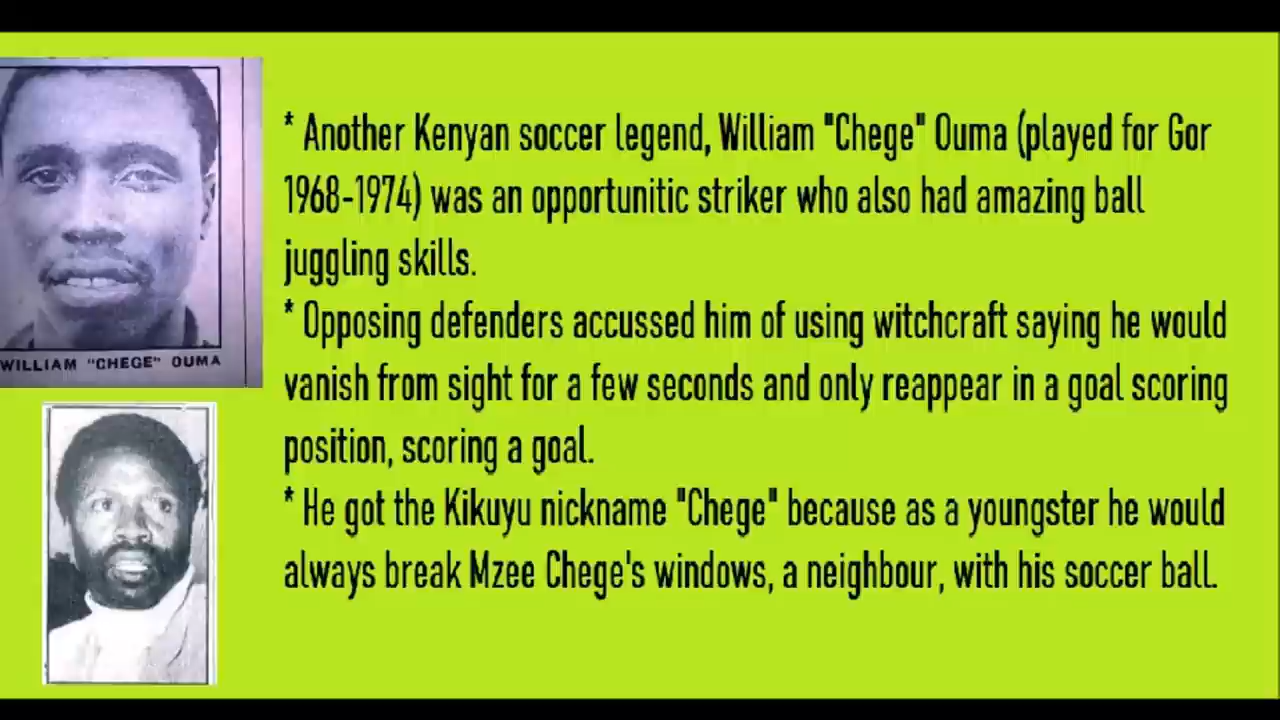 * Another Kenyan soccer legend, William "Chege" Ouma (played for Gor
1968-1974) was an opportunitic striker who also had amazing ball
juggling skills.
* Opposing defenders accussed him of using witchcraft saying he would
vanish from sight for a few seconds and only reappear in a goal scoring
position, scoring a goal.
* He got the Kikuyu nickname "Chege" because as a youngster he would
always break Mzee Chege's windows, a neighbour, with his soccer ball.
WILLIAM "CHEGE" OUMA